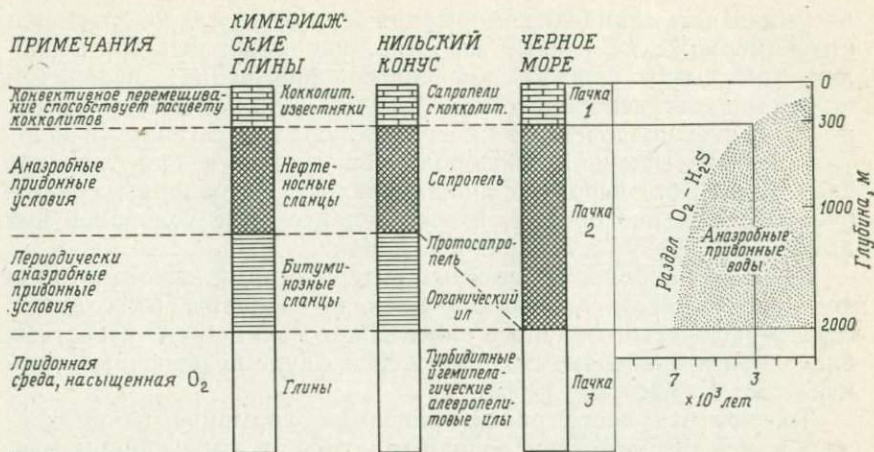 ПРИМЕЧАНИЯ
КИМЕРИДЖ-
СКИЕ
ГЛИНЫ
НИЛЬСКИЙ
КОНУС
ЧЕРНОЕ
МОРЕ
Конвективное перемешива-
ние способствует расцвету
кокколитов
Кокколит.
известняки
Сапропели
с кокколит.
Пачка
1
Анаэробные
придонные
условия
Нефте-
носные
сланцы
Сапропель
Пачка
2
Периодически
анаэробные
придонные
условия
Битуми-
нозные
сланцы
Протосапро-
пель
Органический
ил
Придонная
среда, насыщенная O₂
Глины
Турбидитные
и гемипела-
гические
алевропели-
товые илы
Пачка
3
Раздел O₂ – H₂S
Анаэробные
придонные
воды
0
300
1000
2000
Глубина, м
7 3
×10³ лет